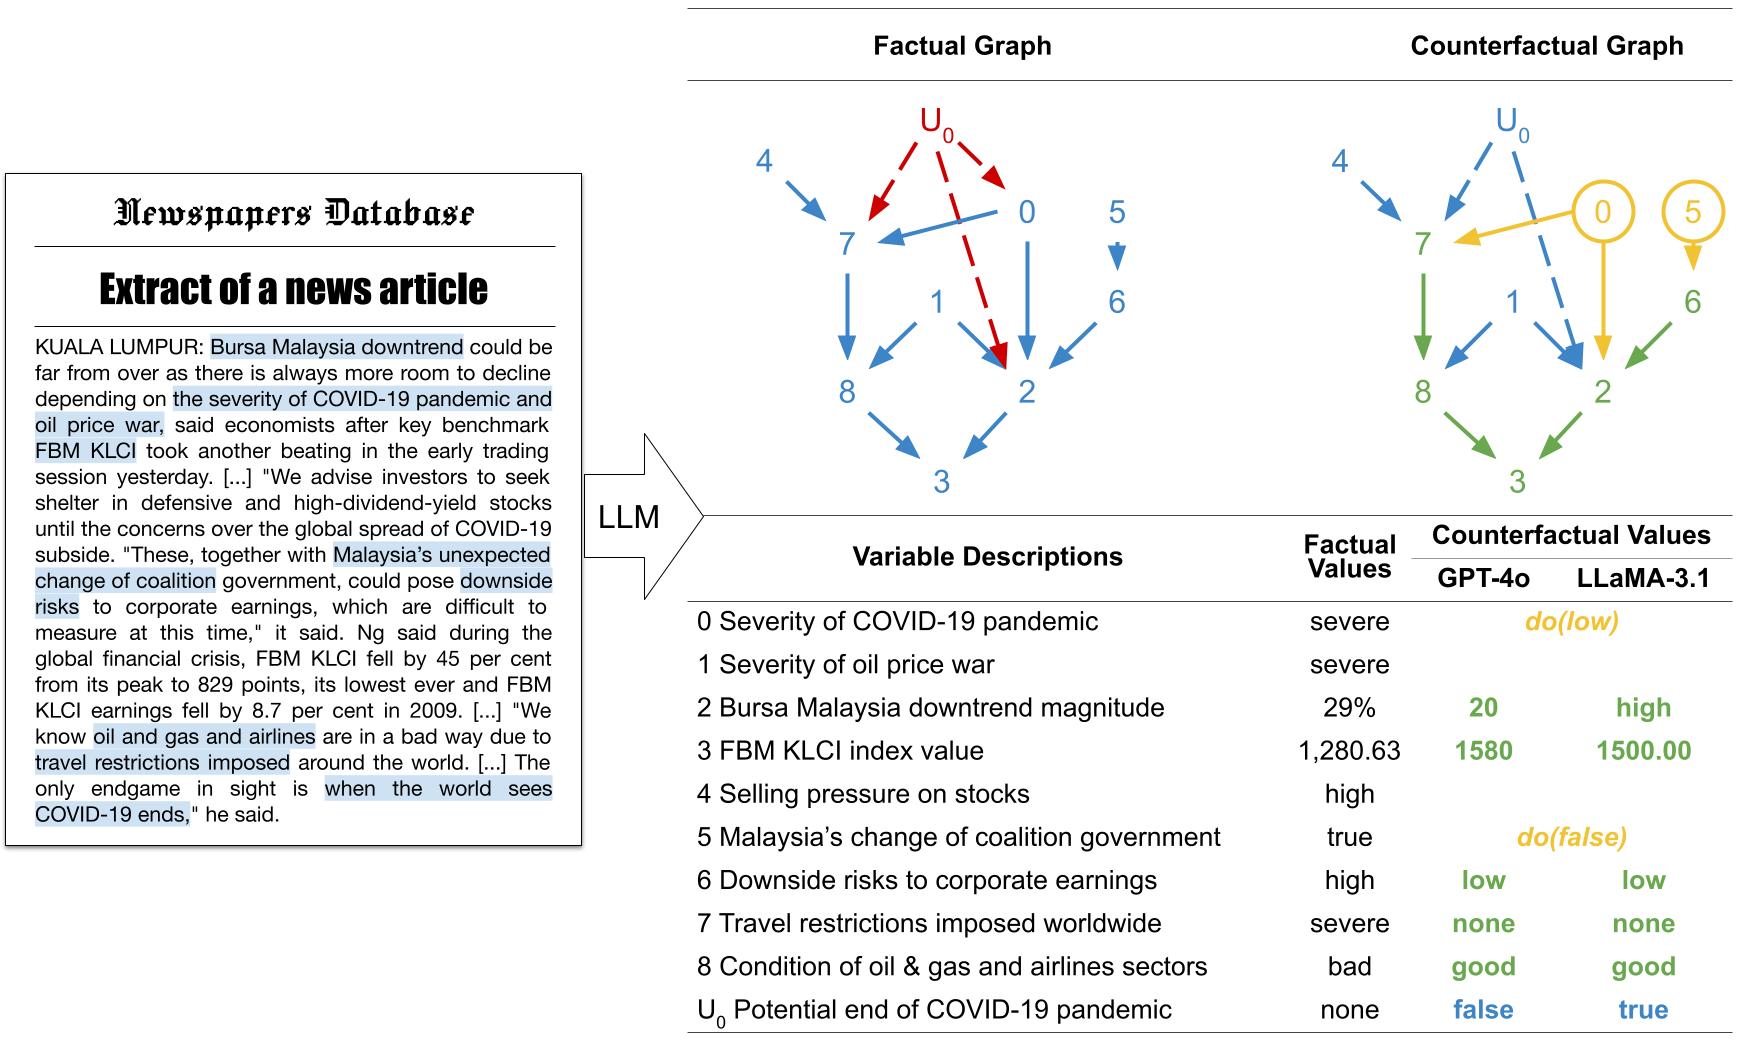 Newspapers Database
Extract of a news article
KUALA LUMPUR: Bursa Malaysia downtrend could be
far from over as there is always more room to decline
depending on the severity of COVID-19 pandemic and
oil price war, said economists after key benchmark
FBM KLCI took another beating in the early trading
session yesterday. [...] "We advise investors to seek
shelter in defensive and high-dividend-yield stocks
until the concerns over the global spread of COVID-19
subside. "These, together with Malaysia's unexpected
change of coalition government, could pose downside
risks to corporate earnings, which are difficult to
measure at this time," it said. Ng said during the
global financial crisis, FBM KLCI fell by 45 per cent
from its peak to 829 points, its lowest ever and FBM
KLCI earnings fell by 8.7 per cent in 2009. [...] "We
know oil and gas and airlines are in a bad way due to
travel restrictions imposed around the world. [...] The
only endgame in sight is when the world sees
COVID-19 ends," he said.
LLM
Factual Graph
U0
4
0 5
7
1 6
8 2
3
Counterfactual Graph
U0
4
0 5
7
1 6
8 2
3
Variable Descriptions Factual Values Counterfactual Values
GPT-4o LLaMA-3.1
0 Severity of COVID-19 pandemic severe do(low)
1 Severity of oil price war severe
2 Bursa Malaysia downtrend magnitude 29% 20 high
3 FBM KLCI index value 1,280.63 1580 1500.00
4 Selling pressure on stocks high
5 Malaysia's change of coalition government true do(false)
6 Downside risks to corporate earnings high low low
7 Travel restrictions imposed worldwide severe none none
8 Condition of oil & gas and airlines sectors bad good good
U0 Potential end of COVID-19 pandemic none false true